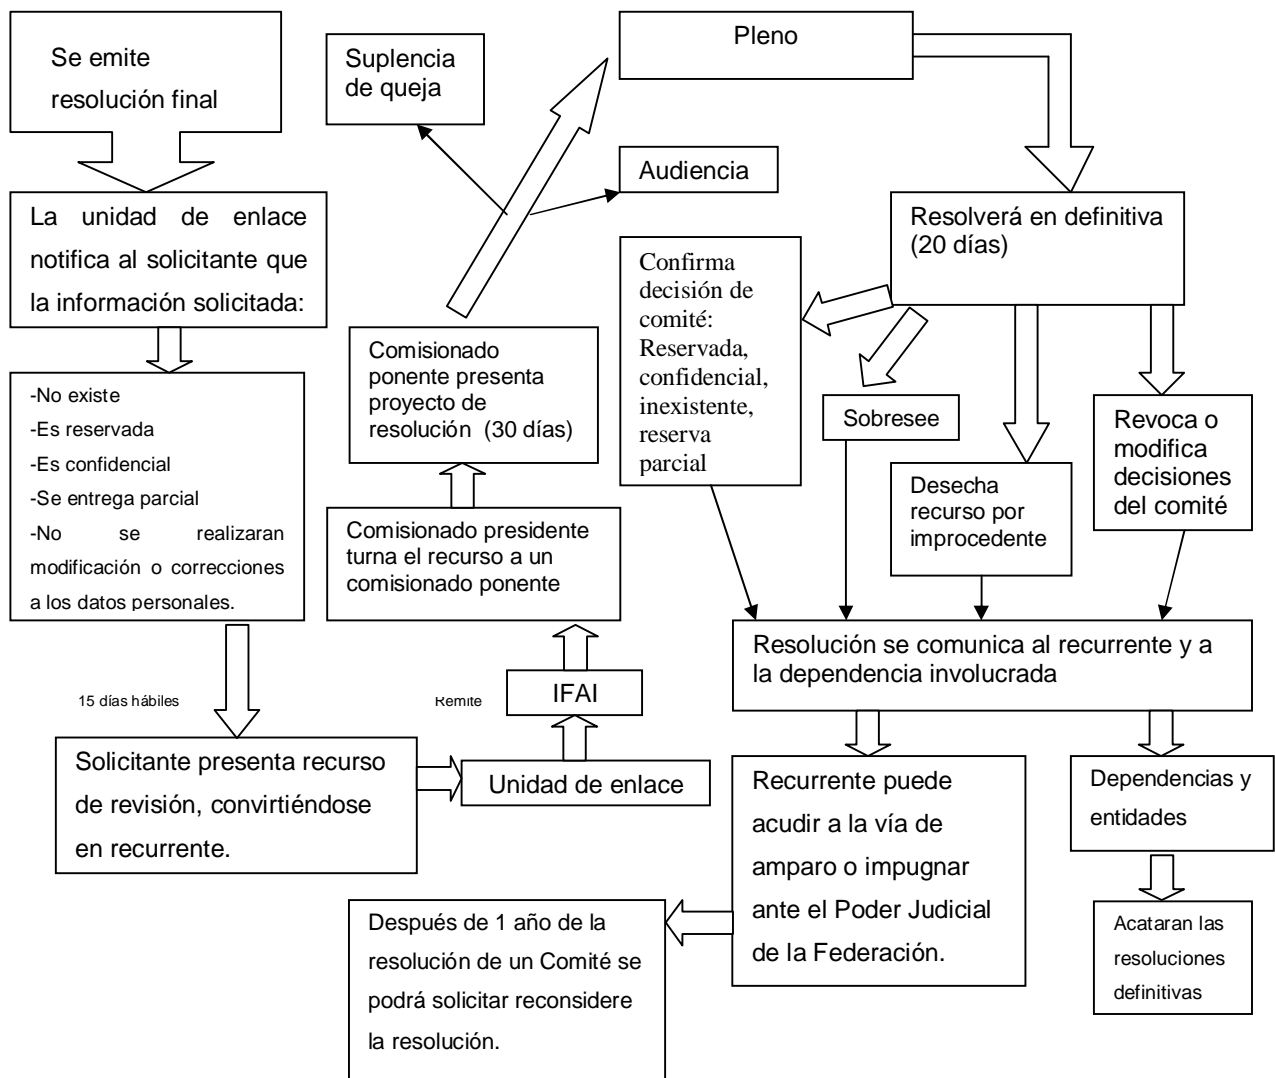 Se emite
resolución final
La unidad de enlace
notifica al solicitante que
la información solicitada:
-No existe
-Es reservada
-Es confidencial
-Se entrega parcial
-No se realizaran
modificación o correcciones
a los datos personales.
15 días hábiles
Solicitante presenta recurso
de revisión, convirtiéndose
en recurrente.
Remite
Unidad de enlace
IFAI
Comisionado presidente
turna el recurso a un
comisionado ponente
Comisionado
ponente presenta
proyecto de
resolución (30 días)
Suplencia
de queja
Audiencia
Pleno
Resolverá en definitiva
(20 días)
Confirma
decisión de
comité:
Reservada,
confidencial,
inexistente,
reserva
parcial
Sobresee
Desecha
recurso por
improcedente
Revoca o
modifica
decisiones
del comité
Resolución se comunica al recurrente y a
la dependencia involucrada
Recurrente puede
acudir a la vía de
amparo o impugnar
ante el Poder Judicial
de la Federación.
Después de 1 año de la
resolución de un Comité se
podrá solicitar reconsidere
la resolución.
Dependencias y
entidades
Acataran las
resoluciones
definitivas